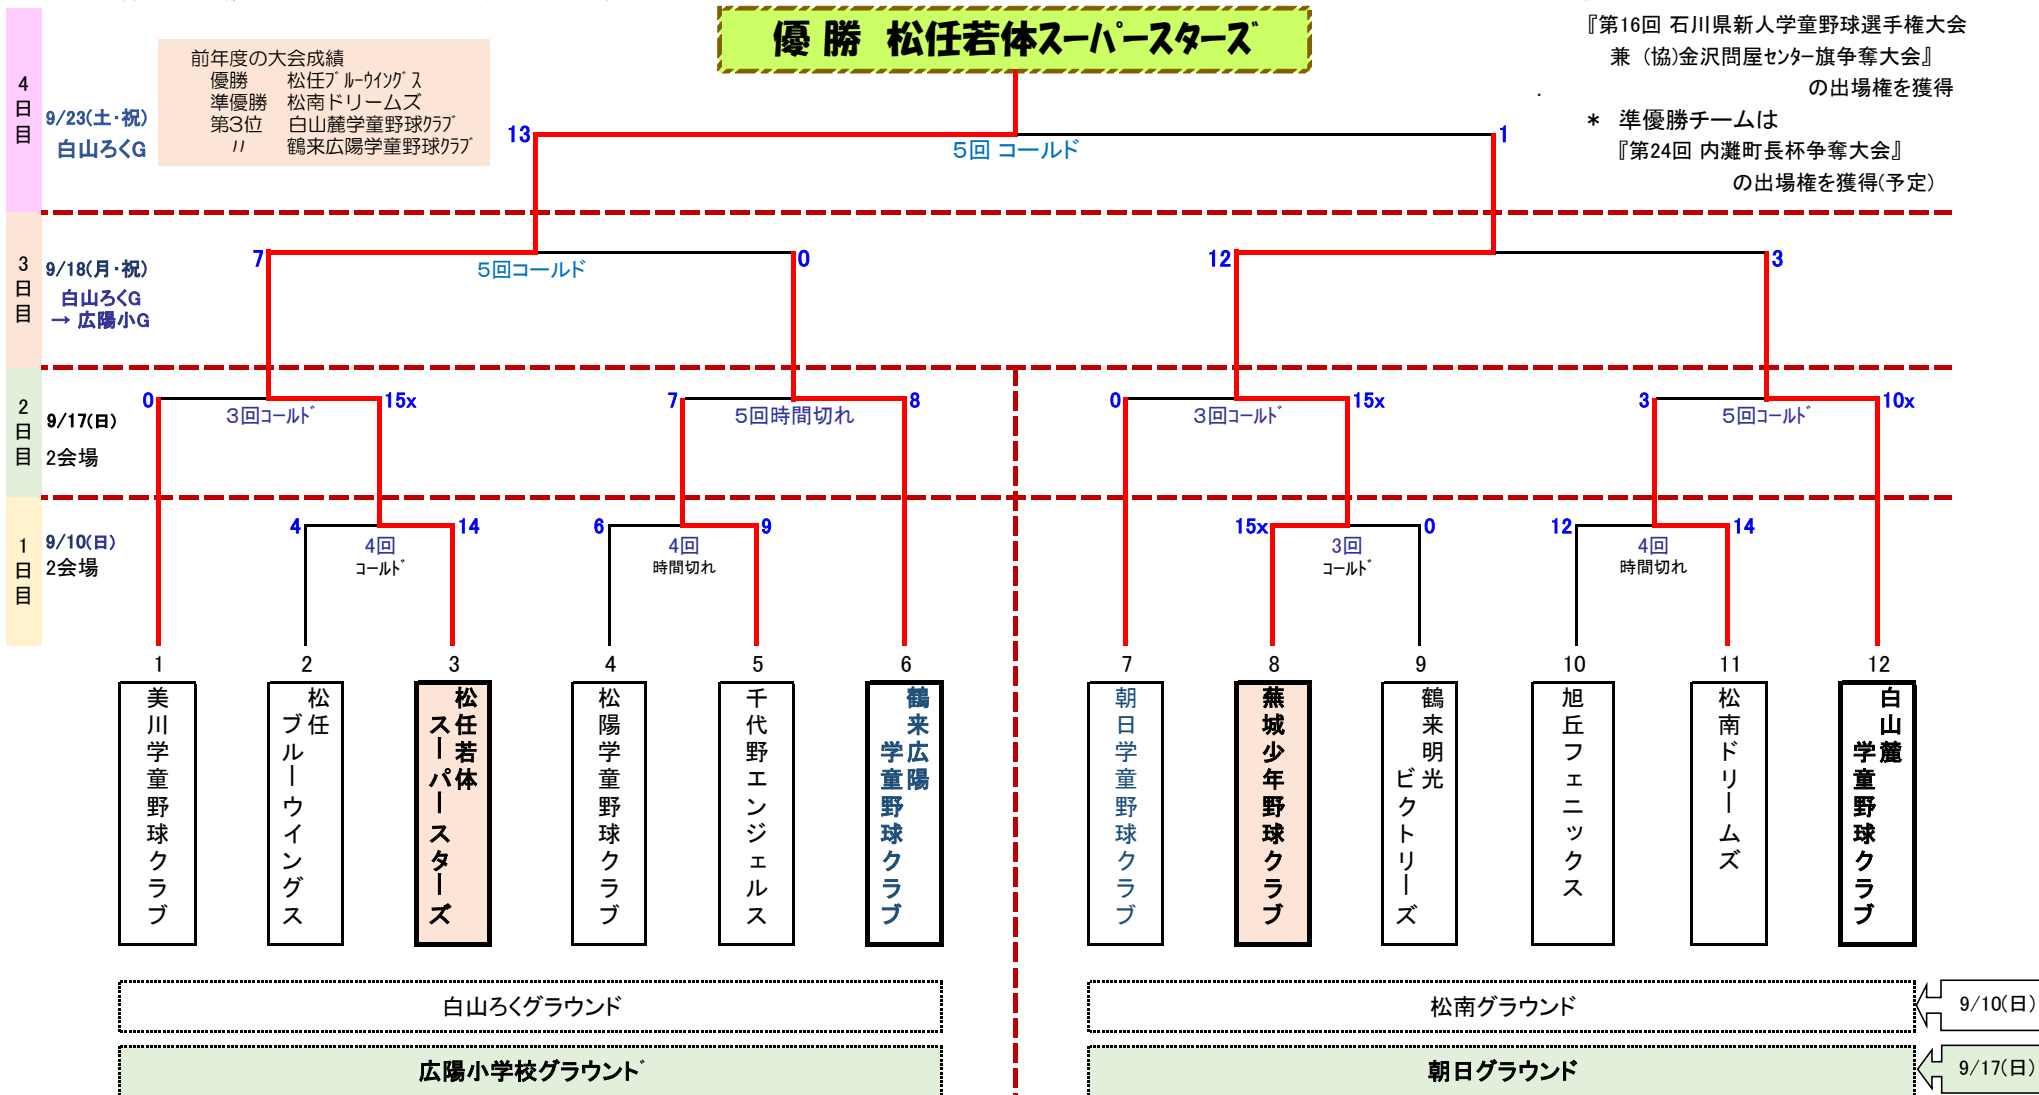 優 勝 松任若体スーパースターズ
『第16回 石川県新人学童野球選手権大会
兼 (協)金沢問屋センター旗争奪大会』
の出場権を獲得
* 準優勝チームは
『第24回 内灘町長杯争奪大会』
の出場権を獲得(予定)
前年度の大会成績
優勝 松任ブルーウイングス
準優勝 松南ドリームズ
第3位 白山麓学童野球クラブ
〃 鶴来広陽学童野球クラブ
4日目
9/23(土・祝)
白山ろくG
13
1
5回 コールド
3日目
9/18(月・祝)
白山ろくG
→ 広陽小G
7
0
5回コールド
12
3
2日目
9/17(日)
2会場
0
15x
3回コールド
7
8
5回時間切れ
0
15x
3回コールド
3
10x
5回コールド
1日目
9/10(日)
2会場
4
14
4回
コールド
6
9
4回
時間切れ
15x
0
3回
コールド
12
14
4回
時間切れ
1
2
3
4
5
6
7
8
9
10
11
12
美川学童野球クラブ
松任
ブルーウイングス
松任若体
スーパースターズ
松陽学童野球クラブ
千代野エンジェルス
鶴来広陽
学童野球クラブ
朝日学童野球クラブ
蕪城少年野球クラブ
鶴来明光
ビクトリーズ
旭丘フェニックス
松南ドリームズ
白山麓
学童野球クラブ
白山ろくグラウンド
松南グラウンド
9/10(日)
広陽小学校グラウンド
朝日グラウンド
9/17(日)